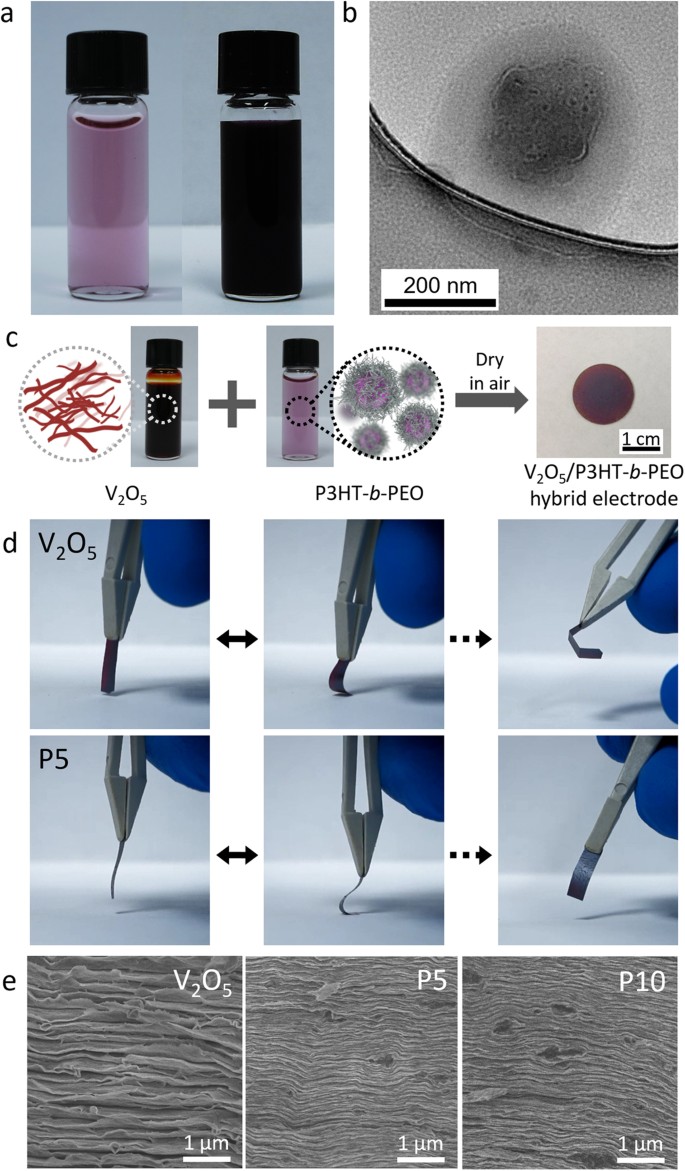 a
b
200 nm
c
Dry
in air
1 cm
V₂O₅
P3HT-b-PEO
V₂O₅/P3HT-b-PEO
hybrid electrode
d
V₂O₅
P5
e
V₂O₅
P5
P10
1 µm
1 µm
1 µm